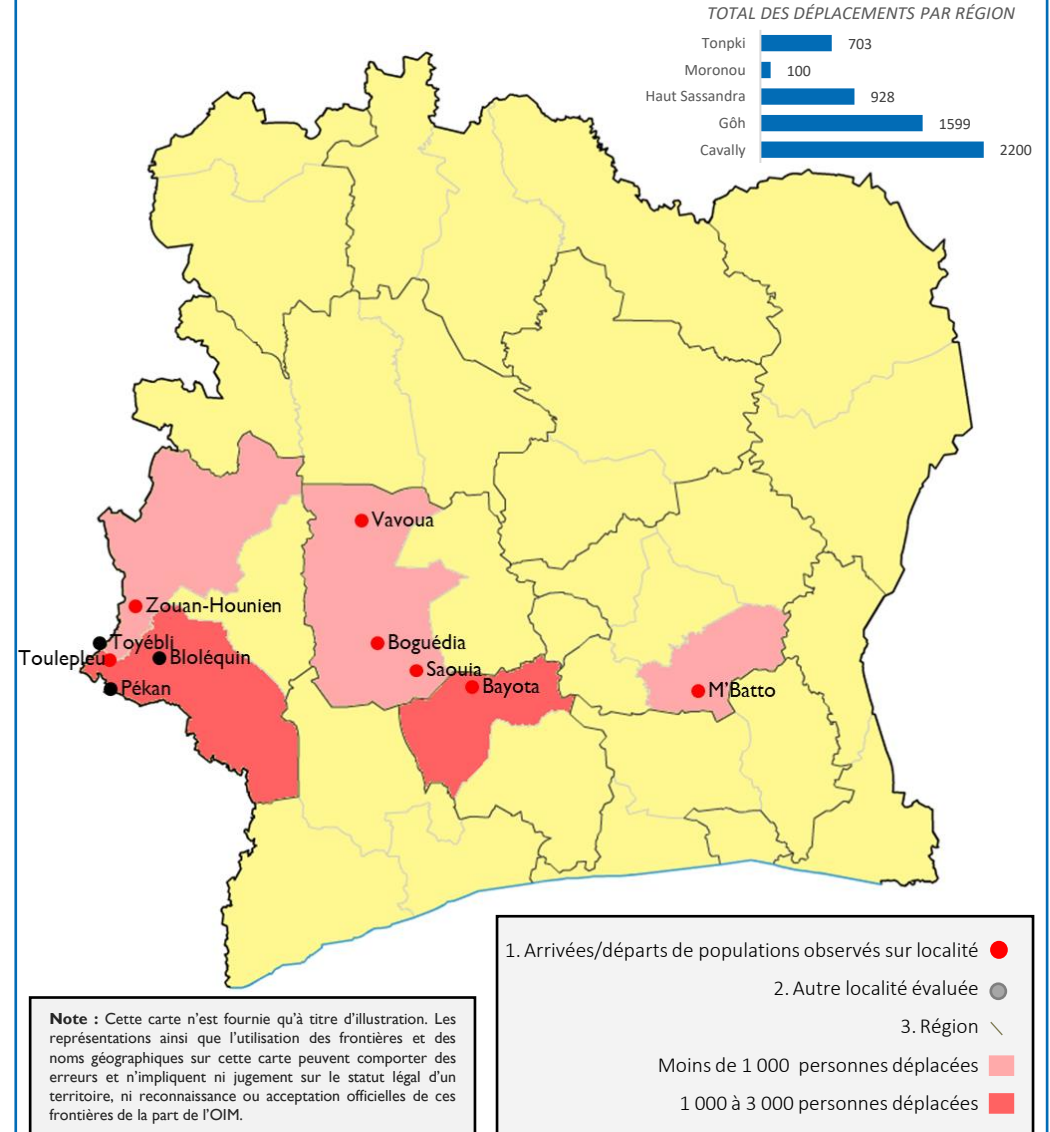 TOTAL DES DÉPLACEMENTS PAR RÉGION
Tonpki 703
Moronou 100
Haut Sassandra 928
Gôh 1599
Cavally 2200
Vavoua
Zouan-Hounien
Toyébli
Boguédia
Toulepleu
Bloléquin
Saouia
Pékan
Bayota
M'Batto
1. Arrivées/départs de populations observés sur localité
2. Autre localité évaluée
3. Région
Moins de 1 000 personnes déplacées
1 000 à 3 000 personnes déplacées
Note : Cette carte n'est fournie qu'à titre d'illustration. Les
représentations ainsi que l'utilisation des frontières et des
noms géographiques sur cette carte peuvent comporter des
erreurs et n'impliquent ni jugement sur le statut légal d'un
territoire, ni reconnaissance ou acceptation officielles de ces
frontières de la part de l'OIM.